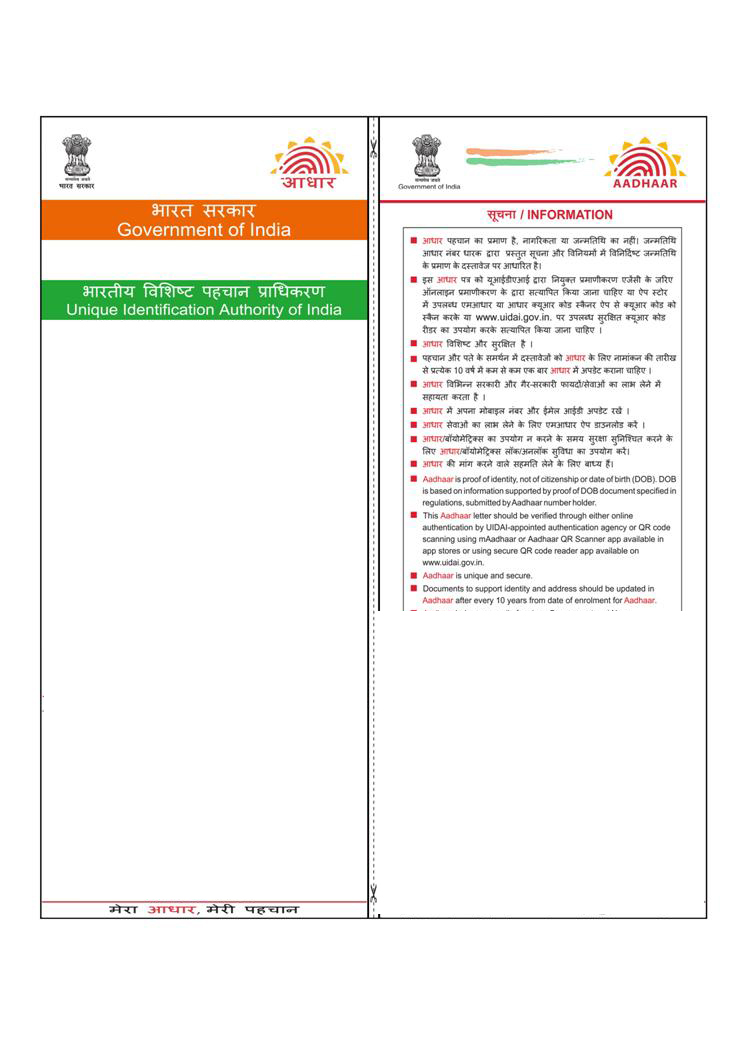 सत्यमेव जयते
भारत सरकार
आधार
भारत सरकार
Government of India
भारतीय विशिष्ट पहचान प्राधिकरण
Unique Identification Authority of India
मेरा आधार, मेरी पहचान
सत्यमेव जयते
Government of India
AADHAAR
सूचना / INFORMATION
आधार पहचान का प्रमाण है, नागरिकता या जन्मतिथि का नहीं। जन्मतिथि
आधार नंबर धारक द्वारा प्रस्तुत सूचना और विनियमों में विनिर्दिष्ट जन्मतिथि
के प्रमाण के दस्तावेज पर आधारित है।
इस आधार पत्र को यूआईडीएआई द्वारा नियुक्त प्रमाणीकरण एजेंसी के जरिए
ऑनलाइन प्रमाणीकरण के द्वारा सत्यापित किया जाना चाहिए या ऐप स्टोर
में उपलब्ध एमआधार या आधार क्यूआर कोड स्कैनर ऐप से क्यूआर कोड को
स्कैन करके या www.uidai.gov.in. पर उपलब्ध सुरक्षित क्यूआर कोड
रीडर का उपयोग करके सत्यापित किया जाना चाहिए ।
आधार विशिष्ट और सुरक्षित है ।
पहचान और पते के समर्थन में दस्तावेजों को आधार के लिए नामांकन की तारीख
से प्रत्येक 10 वर्ष में कम से कम एक बार आधार में अपडेट कराना चाहिए ।
आधार विभिन्न सरकारी और गैर-सरकारी फायदों/सेवाओं का लाभ लेने में
सहायता करता है ।
आधार में अपना मोबाइल नंबर और ईमेल आईडी अपडेट रखें ।
आधार सेवाओं का लाभ लेने के लिए एमआधार ऐप डाउनलोड करें ।
आधार/बॉयोमेट्रिक्स का उपयोग न करने के समय सुरक्षा सुनिश्चित करने के
लिए आधार/बॉयोमेट्रिक्स लॉक/अनलॉक सुविधा का उपयोग करें।
आधार की मांग करने वाले सहमति लेने के लिए बाध्य हैं।
Aadhaar is proof of identity, not of citizenship or date of birth (DOB). DOB
is based on information supported by proof of DOB document specified in
regulations, submitted by Aadhaar number holder.
This Aadhaar letter should be verified through either online
authentication by UIDAI-appointed authentication agency or QR code
scanning using mAadhaar or Aadhaar QR Scanner app available in
app stores or using secure QR code reader app available on
www.uidai.gov.in.
Aadhaar is unique and secure.
Documents to support identity and address should be updated in
Aadhaar after every 10 years from date of enrolment for Aadhaar.